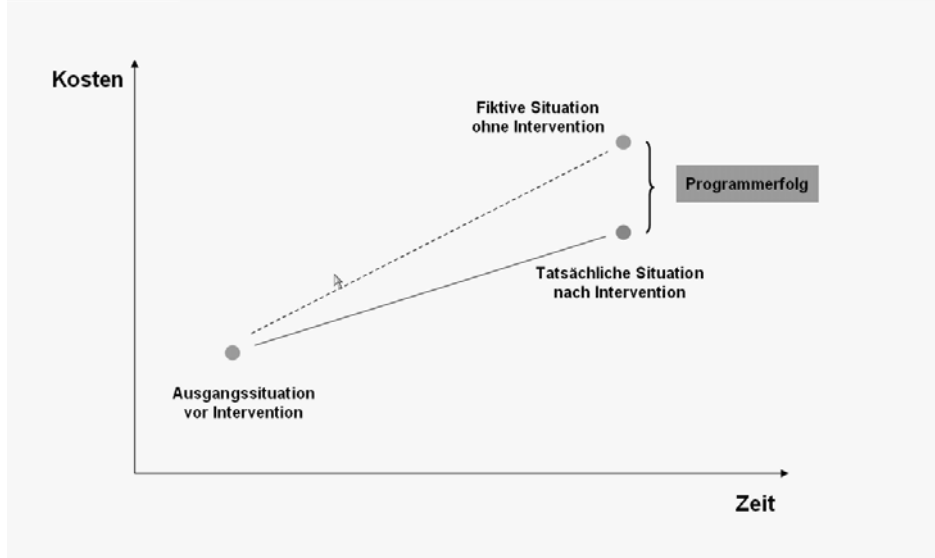 Kosten
Fiktive Situation
ohne Intervention
Programmerfolg
Tatsächliche Situation
nach Intervention
Ausgangssituation
vor Intervention
Zeit